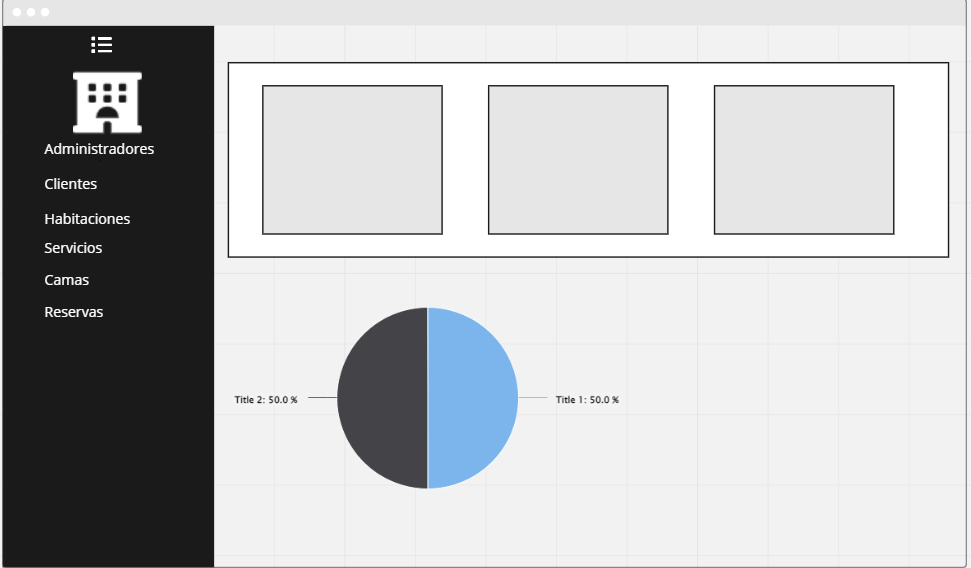 Administradores
Clientes
Habitaciones
Servicios
Camas
Reservas
Title 2: 50.0 %
Title 1: 50.0 %